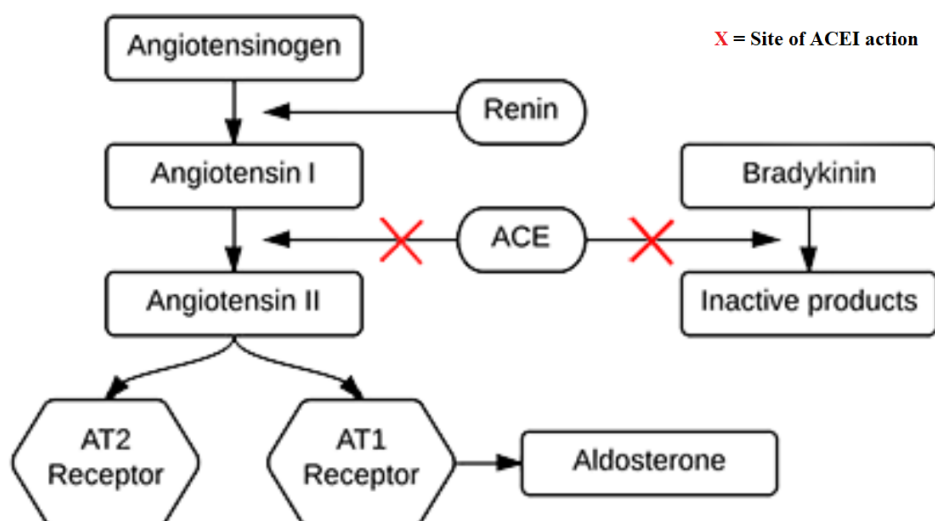 Angiotensinogen
X = Site of ACEI action
Renin
Angiotensin I
Bradykinin
ACE
Angiotensin II
Inactive products
AT2
Receptor
AT1
Receptor
Aldosterone